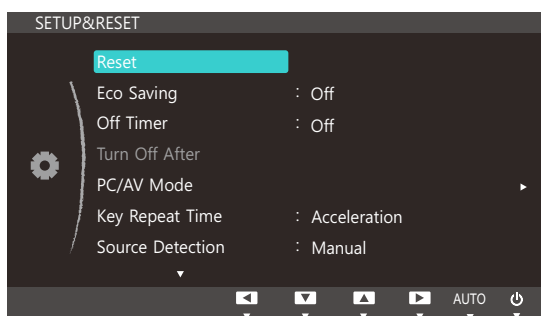 SETUP&RESET
Reset
Eco Saving : Off
Off Timer : Off
Turn Off After
PC/AV Mode
Key Repeat Time : Acceleration
Source Detection : Manual
AUTO